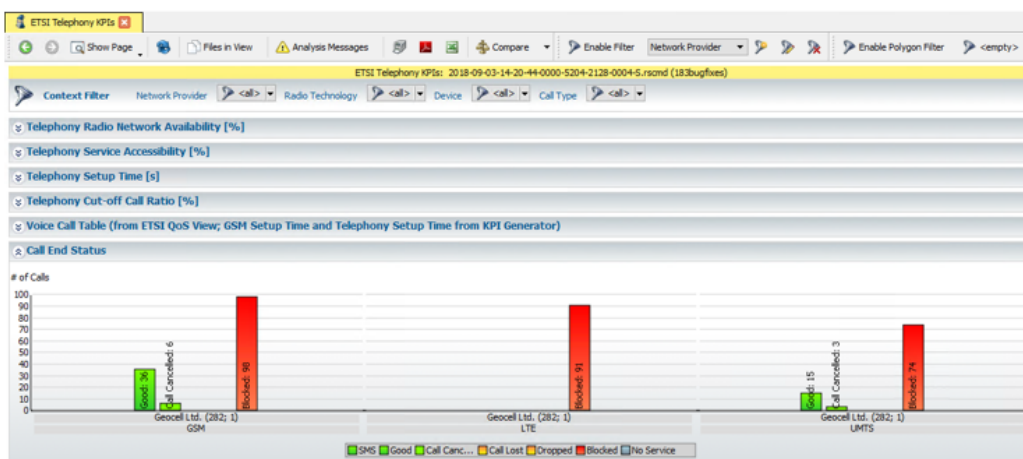 ETSI Telephony KPIs
Show Page Files in View Analysis Messages Compare Enable Filter Network Provider Enable Polygon Filter <empty>
ETSI Telephony KPIs: 2018-09-03-14-20-44-0000-5204-2128-0004-S.rscmd (183bugfixes)
Context Filter Network Provider <all> Radio Technology <all> Device <all> Call Type <all>
Telephony Radio Network Availability [%]
Telephony Service Accessibility [%]
Telephony Setup Time [s]
Telephony Cut-off Call Ratio [%]
Voice Call Table (from ETSI QoS View; GSM Setup Time and Telephony Setup Time from KPI Generator)
Call End Status
# of Calls
100
90
80
70
60
50
40
30
20
10
0
Good: 36
Call Cancelled: 6
Blocked: 98
Blocked: 91
Good: 15
Call Cancelled: 3
Blocked: 74
Geocell Ltd. (282; 1) Geocell Ltd. (282; 1) Geocell Ltd. (282; 1)
GSM LTE UMTS
SMS Good Call Canc... Call Lost Dropped Blocked No Service